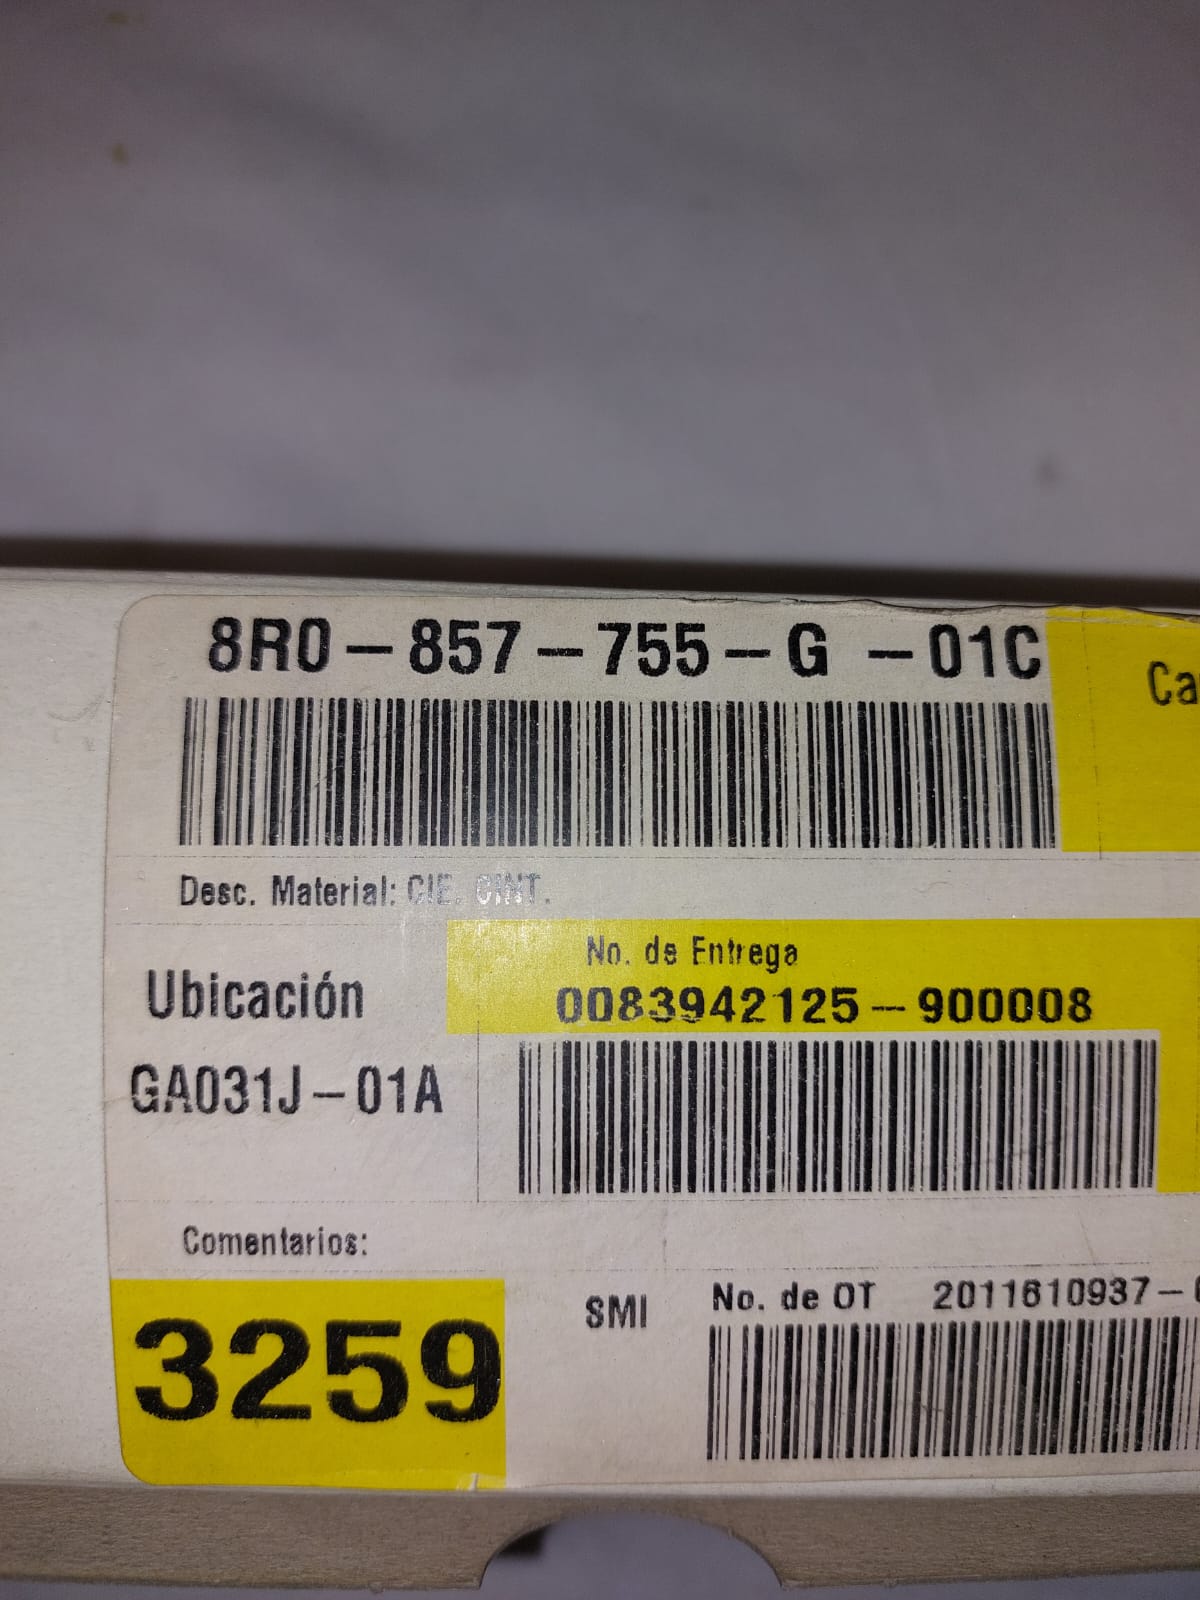 8R0-857-755-G -01C
Ca
Desc. Material: CIE. CINT.
No. de Entrega
0083942125-900008
Ubicación
GA031J-01A
Comentarios:
3259
SMI
No. de OT 2011610937-